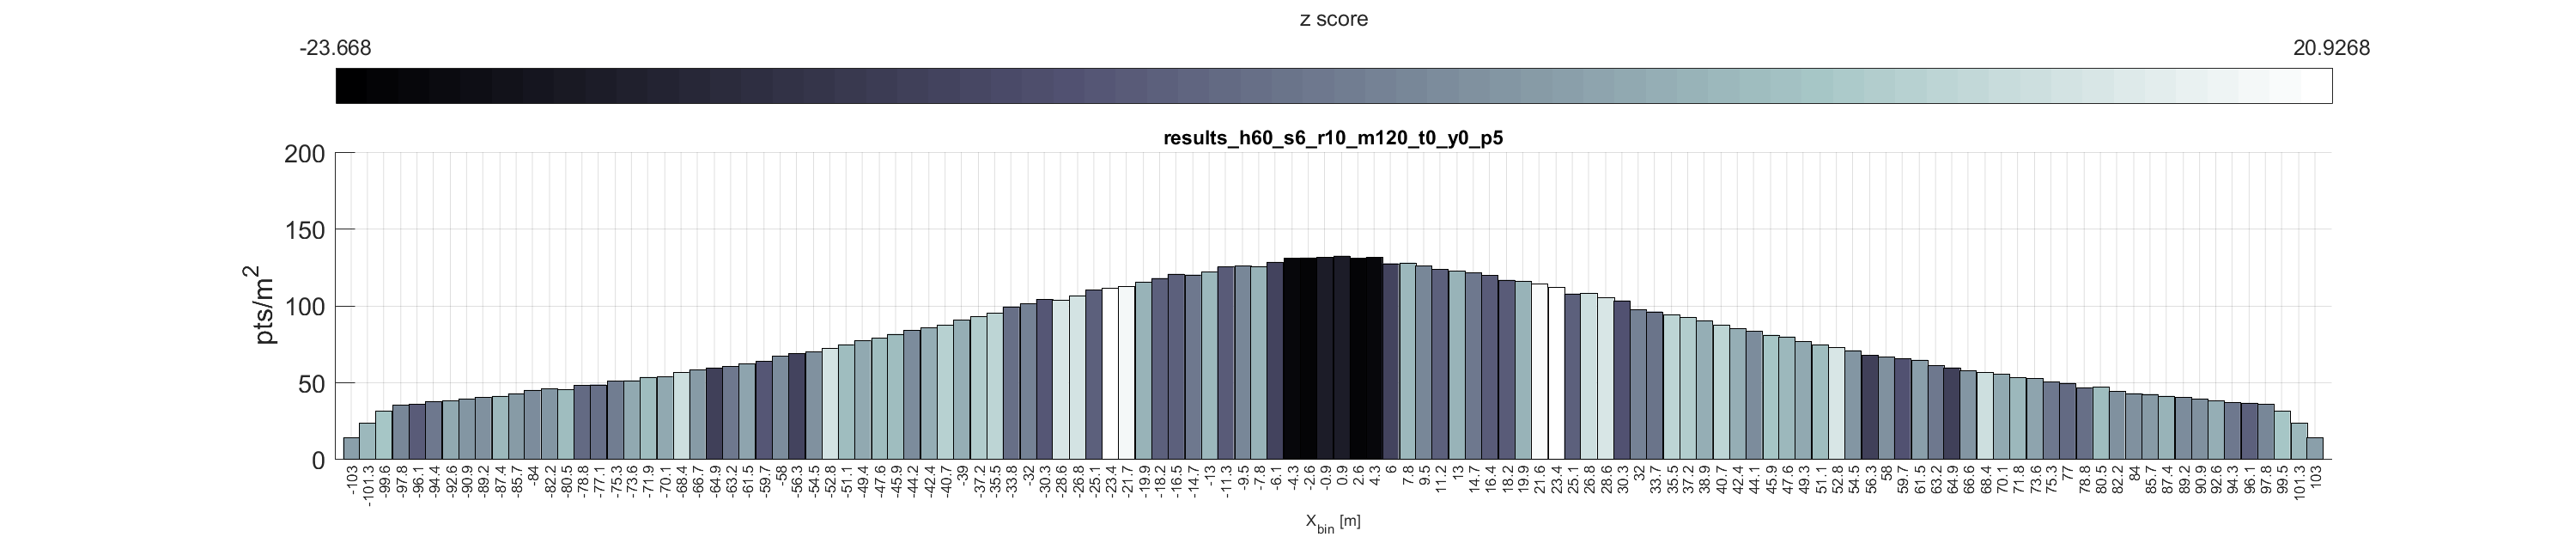 z score
-23.668 20.9268
results_h60_s6_r10_m120_t0_y0_p5
200
150
100
50
0
pts/m2
-103 -101.3 -99.6 -97.8 -96.1 -94.4 -92.6 -90.9 -89.2 -87.4 -85.7 -84 -82.2 -80.5 -78.8 -77.1 -75.3 -73.6 -71.9 -70.1 -68.4 -66.7 -64.9 -63.2 -61.5 -59.7 -58 -56.3 -54.5 -52.8 -51.1 -49.4 -47.6 -45.9 -44.2 -42.4 -40.7 -39 -37.2 -35.5 -33.8 -32 -30.3 -28.6 -26.8 -25.1 -23.4 -21.7 -19.9 -18.2 -16.5 -14.7 -13 -11.3 -9.5 -7.8 -6.1 -4.3 -2.6 -0.9 0.9 2.6 4.3 6 7.8 9.5 11.2 13 14.7 16.4 18.2 19.9 21.6 23.4 25.1 26.8 28.6 30.3 32 33.7 35.5 37.2 38.9 40.7 42.4 44.1 45.9 47.6 49.3 51.1 52.8 54.5 56.3 58 59.7 61.5 63.2 64.9 66.6 68.4 70.1 71.8 73.6 75.3 77 78.8 80.5 82.2 84 85.7 87.4 89.2 90.9 92.6 94.3 96.1 97.8 99.5 101.3 103
Xbin [m]